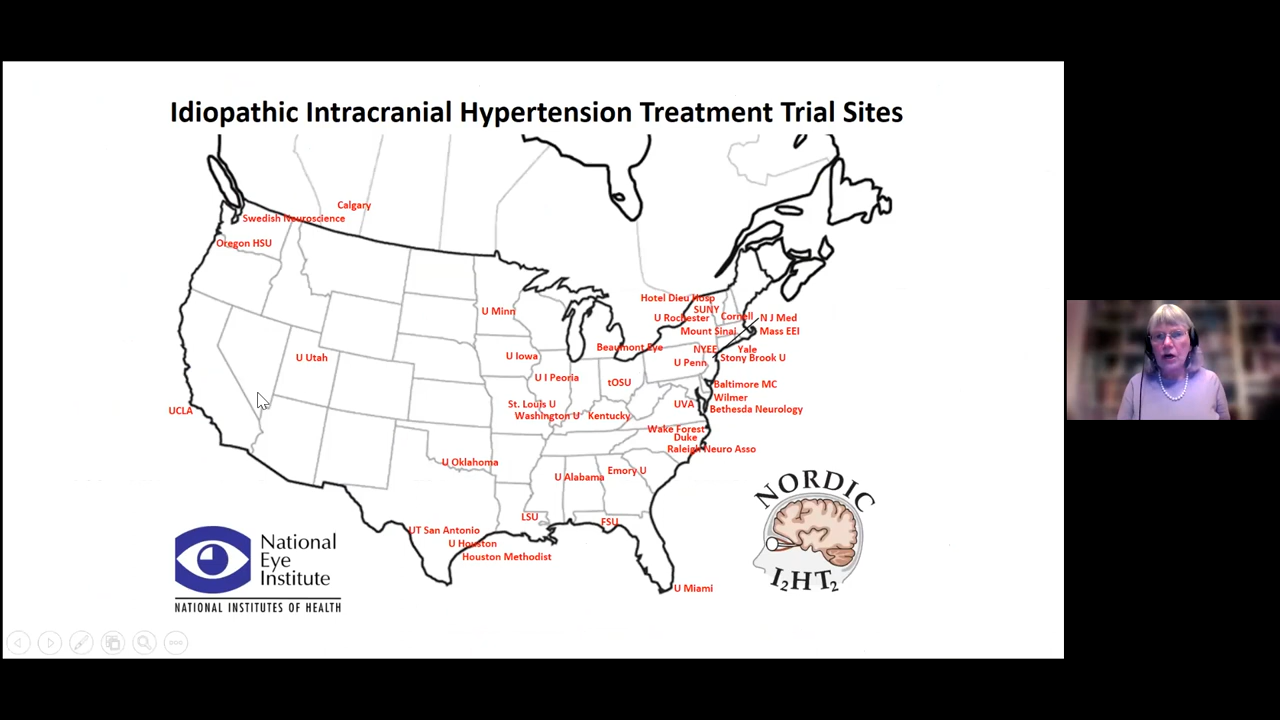 Idiopathic Intracranial Hypertension Treatment Trial Sites
Calgary
Swedish Neuroscience
Oregon HSU
Hotel Dieu Hosp
SUNY
U Minn
U Rochester
Cornell
N J Med
Mount Sinai
Mass EEI
Beaumont Eye
NYEE
Yale
U Utah
U Iowa
Stony Brook U
U Penn
U I Peoria
tOSU
Baltimore MC
Wilmer
UCLA
St. Louis U
UVA
Bethesda Neurology
Washington U
Kentucky
Wake Forest
Duke
Raleigh Neuro Asso
U Oklahoma
Emory U
U Alabama
LSU
FSU
UT San Antonio
U Houston
Houston Methodist
U Miami
National
Eye
Institute
NATIONAL INSTITUTES OF HEALTH
NORDIC
I2HT2